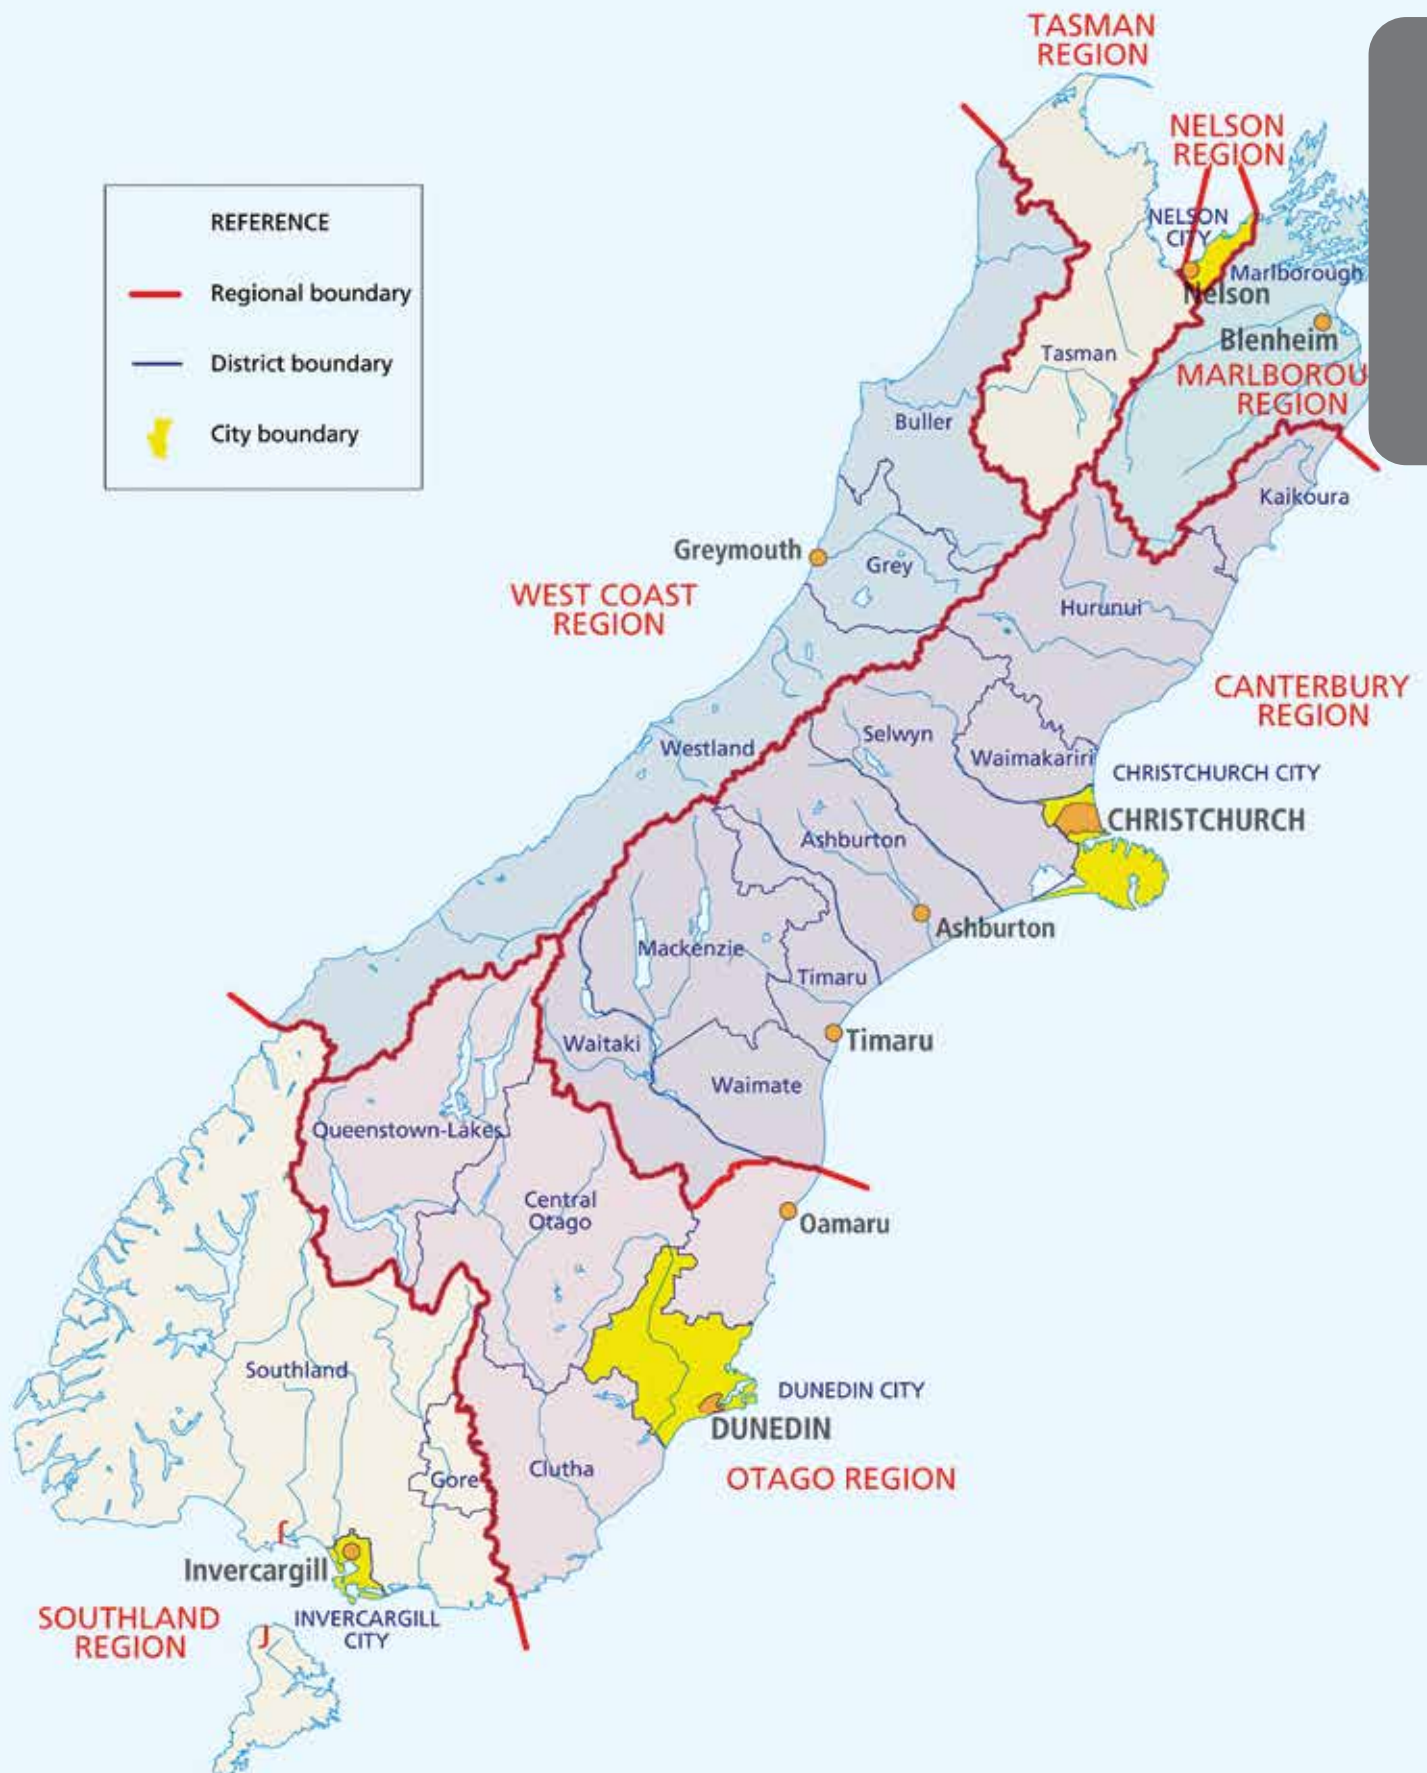 TASMAN
REGION
NELSON
REGION
REFERENCE
Regional boundary
District boundary
City boundary
NELSON
CITY
Marlborough
Nelson
Blenheim
Tasman
MARLBOROU
REGION
Buller
Kaikoura
Greymouth
Grey
WEST COAST
REGION
Hurunui
CANTERBURY
REGION
Selwyn
Westland
Waimakariri
CHRISTCHURCH CITY
CHRISTCHURCH
Ashburton
Ashburton
Mackenzie
Timaru
Timaru
Waitaki
Waimate
Queenstown-Lakes
Central
Otago
Oamaru
Southland
DUNEDIN CITY
DUNEDIN
Gore
Clutha
OTAGO REGION
Invercargill
SOUTHLAND
REGION
INVERCARGILL
CITY